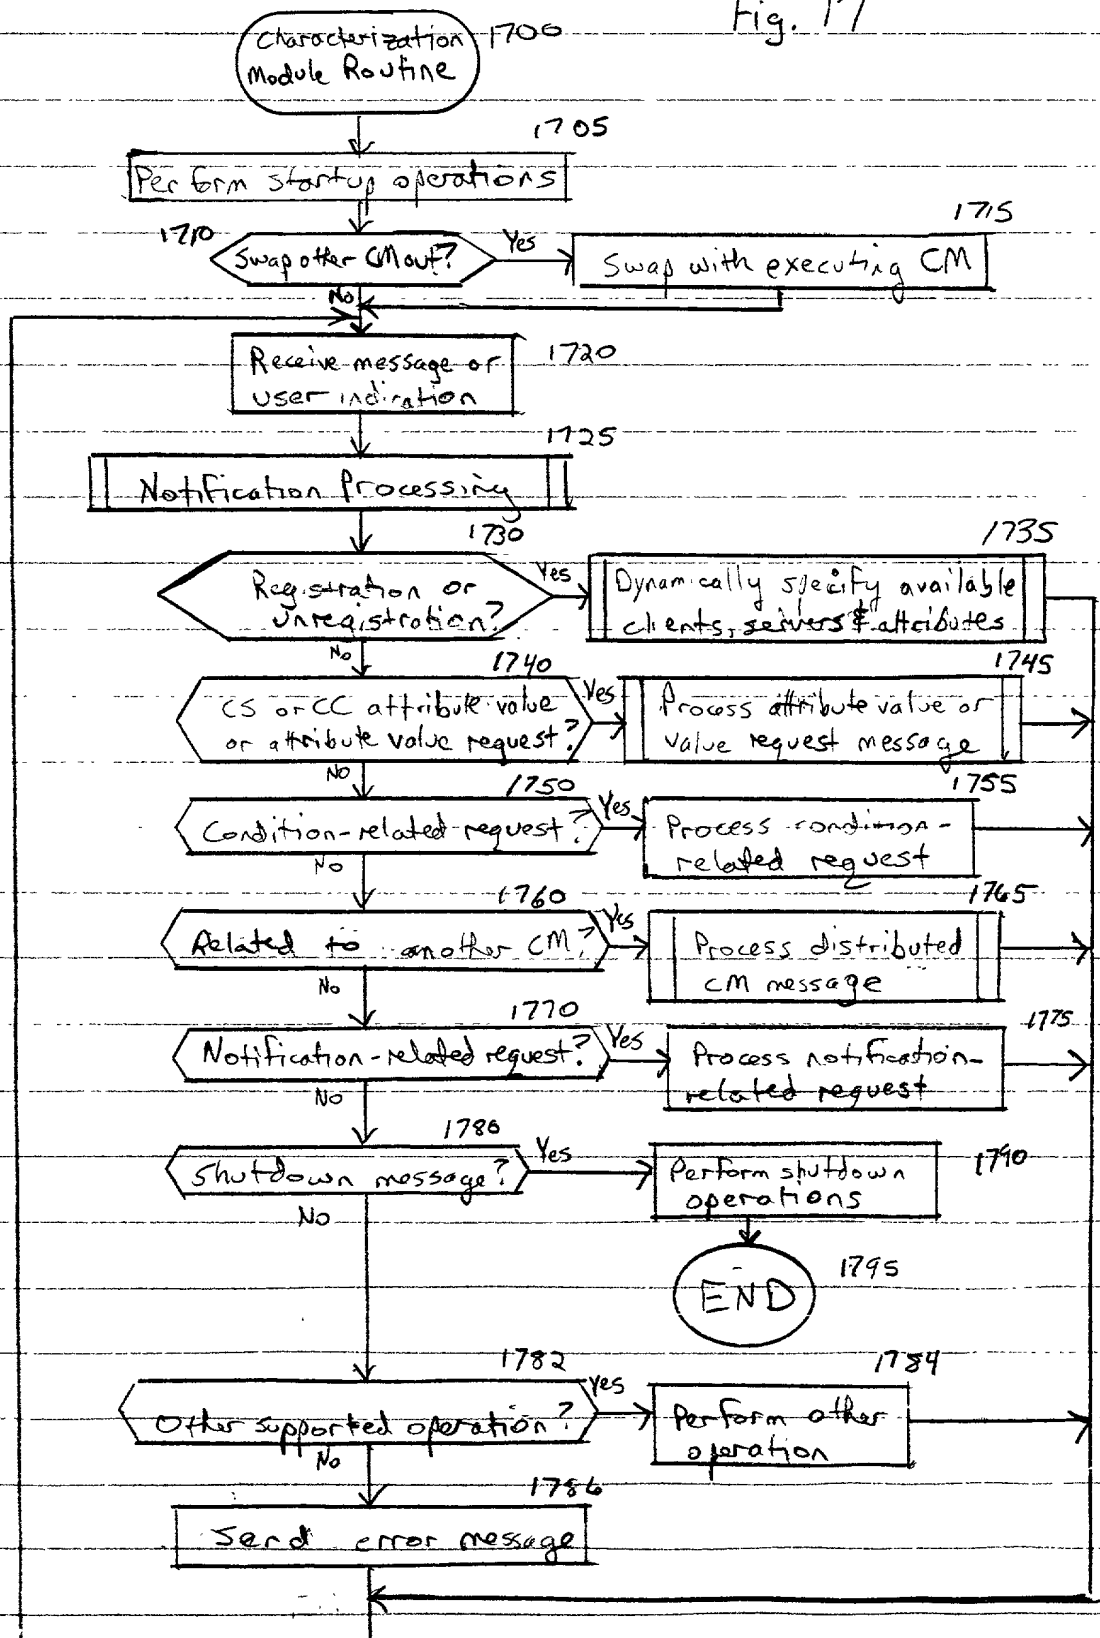 Fig. 17
Characterization
Module Routine
1700
1705
Perform startup operations
1710
Swap other CM out?
Yes
1715
Swap with executing CM
No
Receive message or
user indication
1720
1725
Notification Processing
1730
Registration or
unregistration?
Yes
1735
Dynamically specify available
clients, servers & attributes
No
1740
CS or CC attribute value
or attribute value request?
Yes
1745
Process attribute value or
value request message
No
1750
Condition-related request?
Yes
1755
Process condition-
related request
No
1760
Related to another CM?
Yes
1765
Process distributed
CM message
No
1770
Notification-related request?
Yes
1775
Process notification-
related request
No
1780
Shutdown message?
Yes
Perform shutdown
operations
1790
No
END
1795
1782
Other supported operation?
Yes
1784
Perform other
operation
No
1786
Send error message